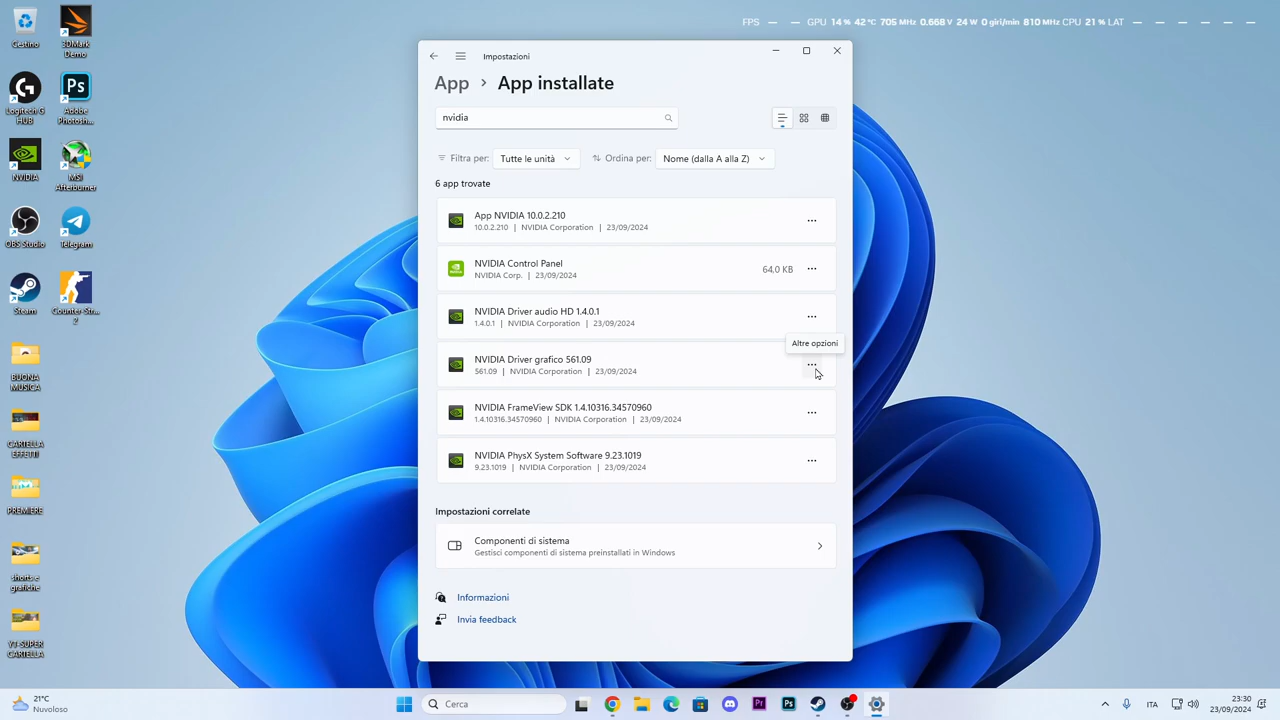 FPS — — GPU 14 % 42 °C 705 MHz 0.668 V 24 W 0 giri/min 810 MHz CPU 21 % LAT — — — — — —
Cestino
3DMark Demo
Logitech G HUB
Adobe Photosh...
NVIDIA
MSI Afterburner
OBS Studio
Telegram
Steam
Counter-Str... 2
BUONA MUSICA
CARTELLA EFFETTI
PREMIERE
shorts e grafiche
YT-SUPER CARTELLA
Impostazioni
App > App installate
nvidia
Filtra per: Tutte le unità Ordina per: Nome (dalla A alla Z)
6 app trovate
App NVIDIA 10.0.2.210
10.0.2.210 | NVIDIA Corporation | 23/09/2024
NVIDIA Control Panel
NVIDIA Corp. | 23/09/2024
64,0 KB
NVIDIA Driver audio HD 1.4.0.1
1.4.0.1 | NVIDIA Corporation | 23/09/2024
Altre opzioni
NVIDIA Driver grafico 561.09
561.09 | NVIDIA Corporation | 23/09/2024
NVIDIA FrameView SDK 1.4.10316.34570960
1.4.10316.34570960 | NVIDIA Corporation | 23/09/2024
NVIDIA PhysX System Software 9.23.1019
9.23.1019 | NVIDIA Corporation | 23/09/2024
Impostazioni correlate
Componenti di sistema
Gestisci componenti di sistema preinstallati in Windows
Informazioni
Invia feedback
21°C
Nuvoloso
Cerca
ITA
23:30
23/09/2024